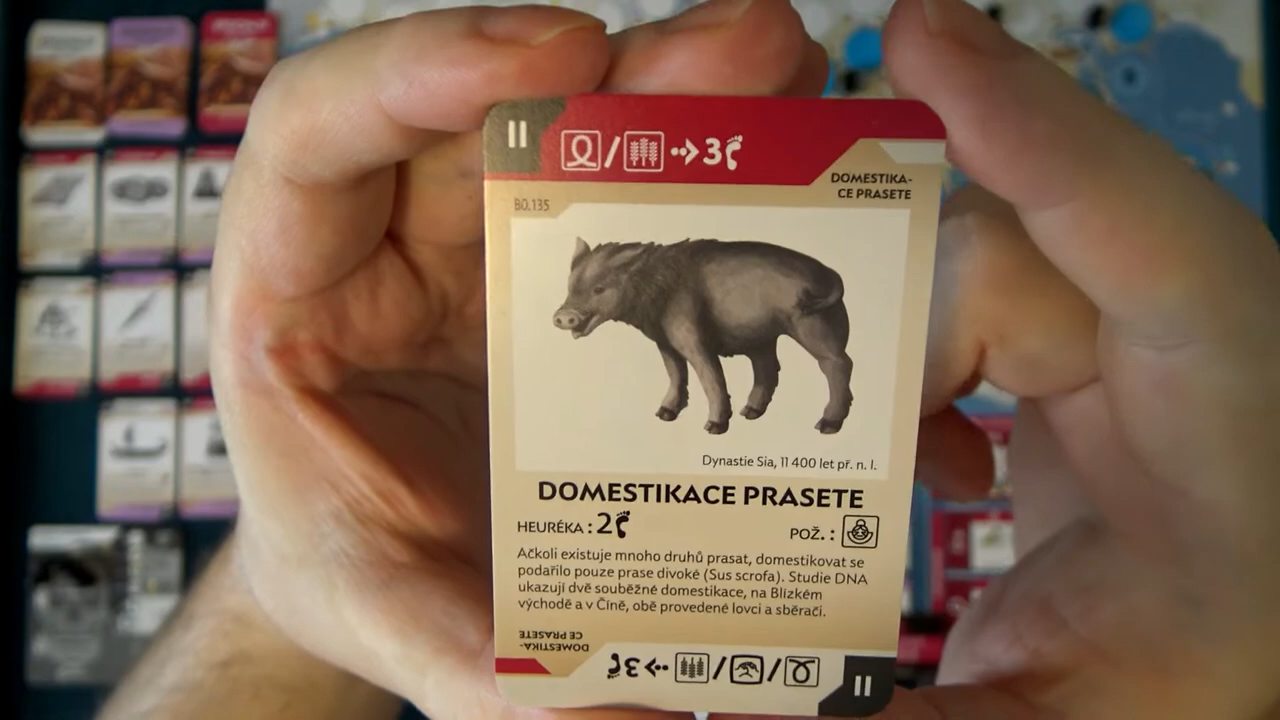 II
/ 3
DOMESTIKA-
CE PRASETE
BO.135
Dynastie Sia, 11 400 let př. n. l.
DOMESTIKACE PRASETE
HEURÉKA : 2
POŽ. :
Ačkoli existuje mnoho druhů prasat, domestikovat se
podařilo pouze prase divoké (Sus scrofa). Studie DNA
ukazují dvě souběžné domestikace, na Blízkém
východě a v Číně, obě provedené lovci a sběrači.
DOMESTIKA-
CE PRASETE
3 / /
II